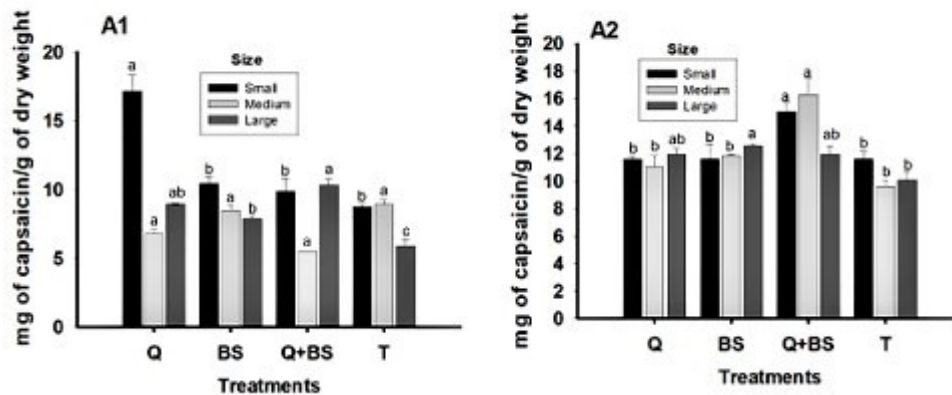 A1
mg of capsaicin/g of dry weight
20
15
10
5
0
Size
Small
Medium
Large
a
a
ab
b
a
b
b
a
a
b
a
c
Q
BS
Q+BS
T
Treatments
A2
mg of capsaicin/g of dry weight
20
18
16
14
12
10
8
6
4
2
0
Size
Small
Medium
Large
b
b
ab
b
b
a
a
a
ab
b
b
b
Q
BS
Q+BS
T
Treatments